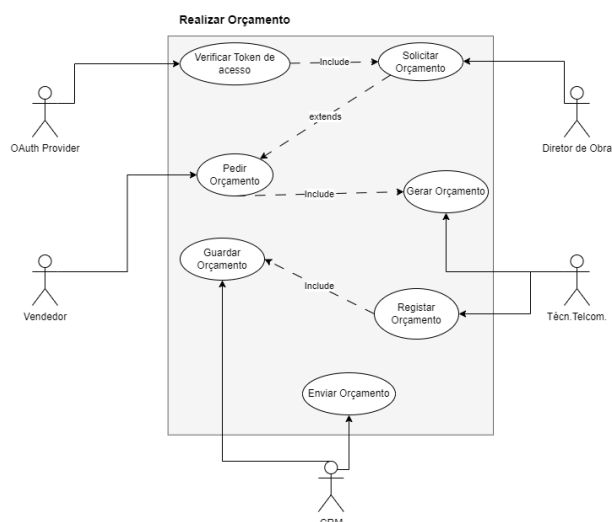 Realizar Orçamento
Verificar Token de
acesso
Include
Solicitar
Orçamento
extends
OAuth Provider
Diretor de Obra
Pedir
Orçamento
Include
Gerar Orçamento
Guardar
Orçamento
Include
Registar
Orçamento
Vendedor
Técn.Telcom.
Enviar Orçamento
CRM